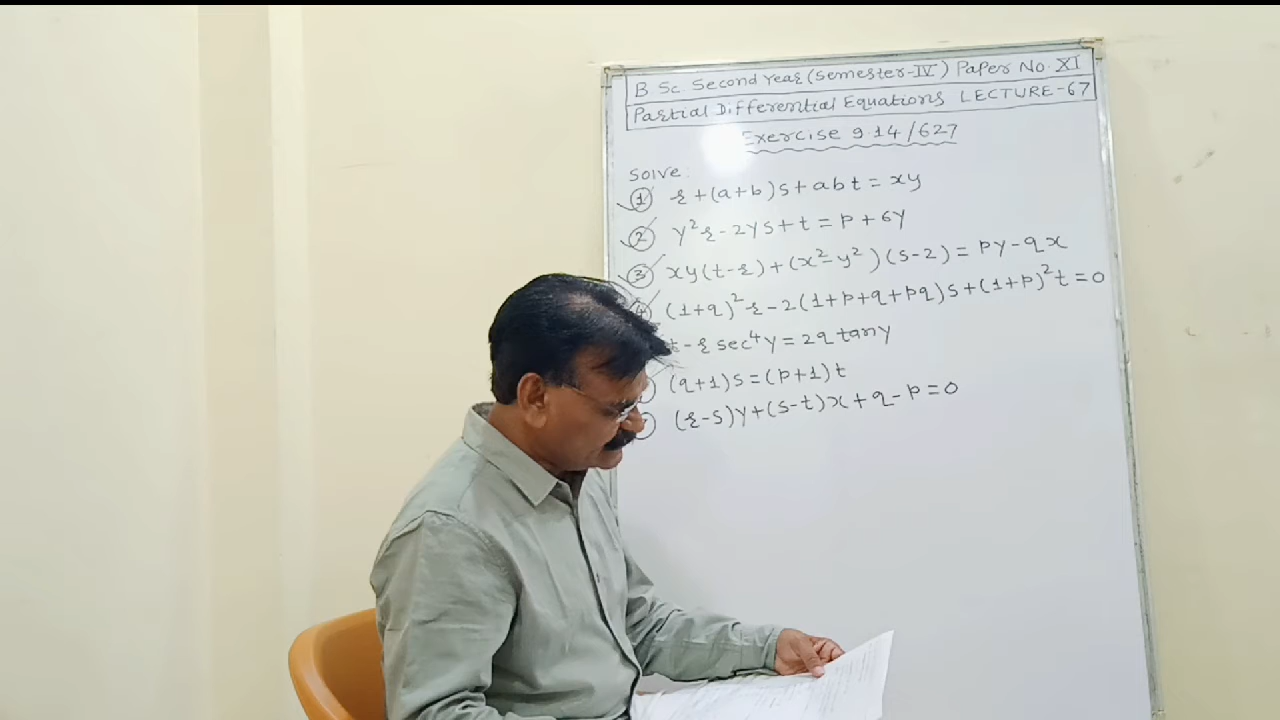 B Sc Second Year (Semester-IV) Paper No. XI
Partial Differential Equations LECTURE-67
Exercise 9.14/627
Solve:
① r+(a+b)s+abt=xy
② y²r-2ys+t=p+6y
③ xy(t-r)+(x²-y²)(s-2)=py-qx
④ (1+q)²r-2(1+p+q+pq)s+(1+p)²t=0
t-r sec⁴y=2q tany
(q+1)s=(p+1)t
(r-s)y+(s-t)x+q-p=0